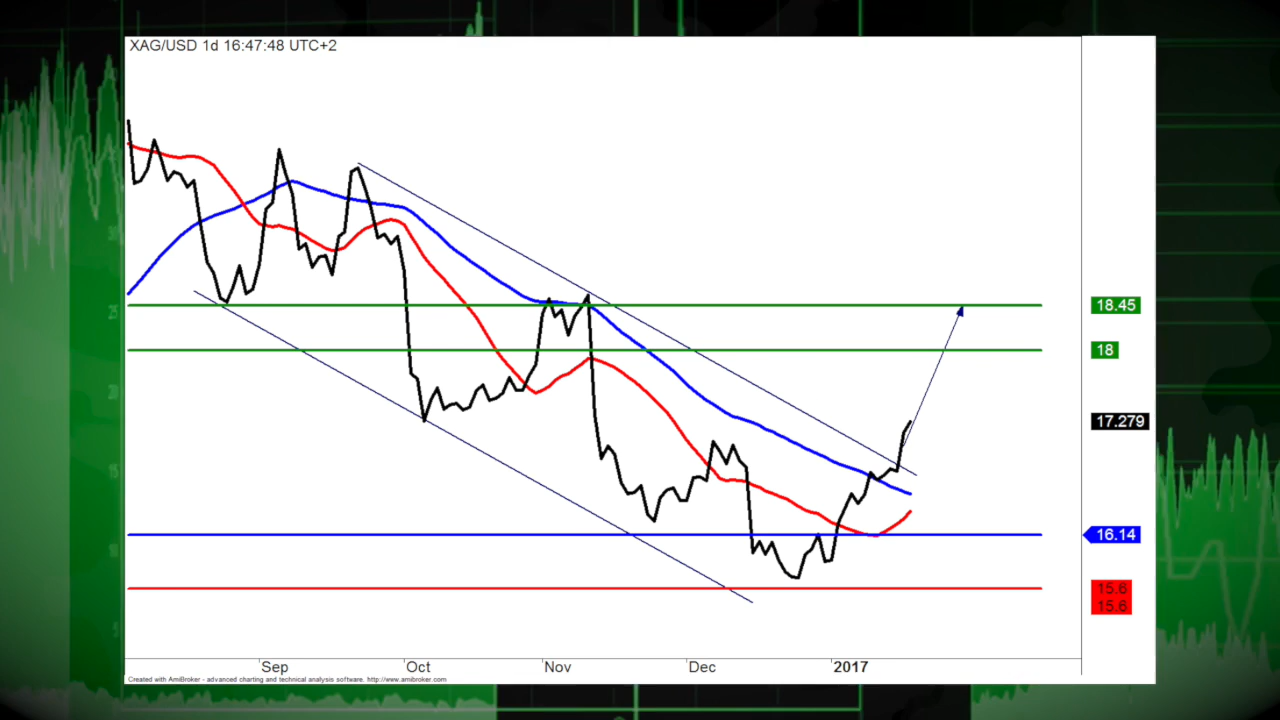 XAG/USD 1d 16:47:48 UTC+2
18.45
18
17.279
16.14
15.6
15.6
Sep Oct Nov Dec 2017
Created with AmiBroker - advanced charting and technical analysis software. http://www.amibroker.com